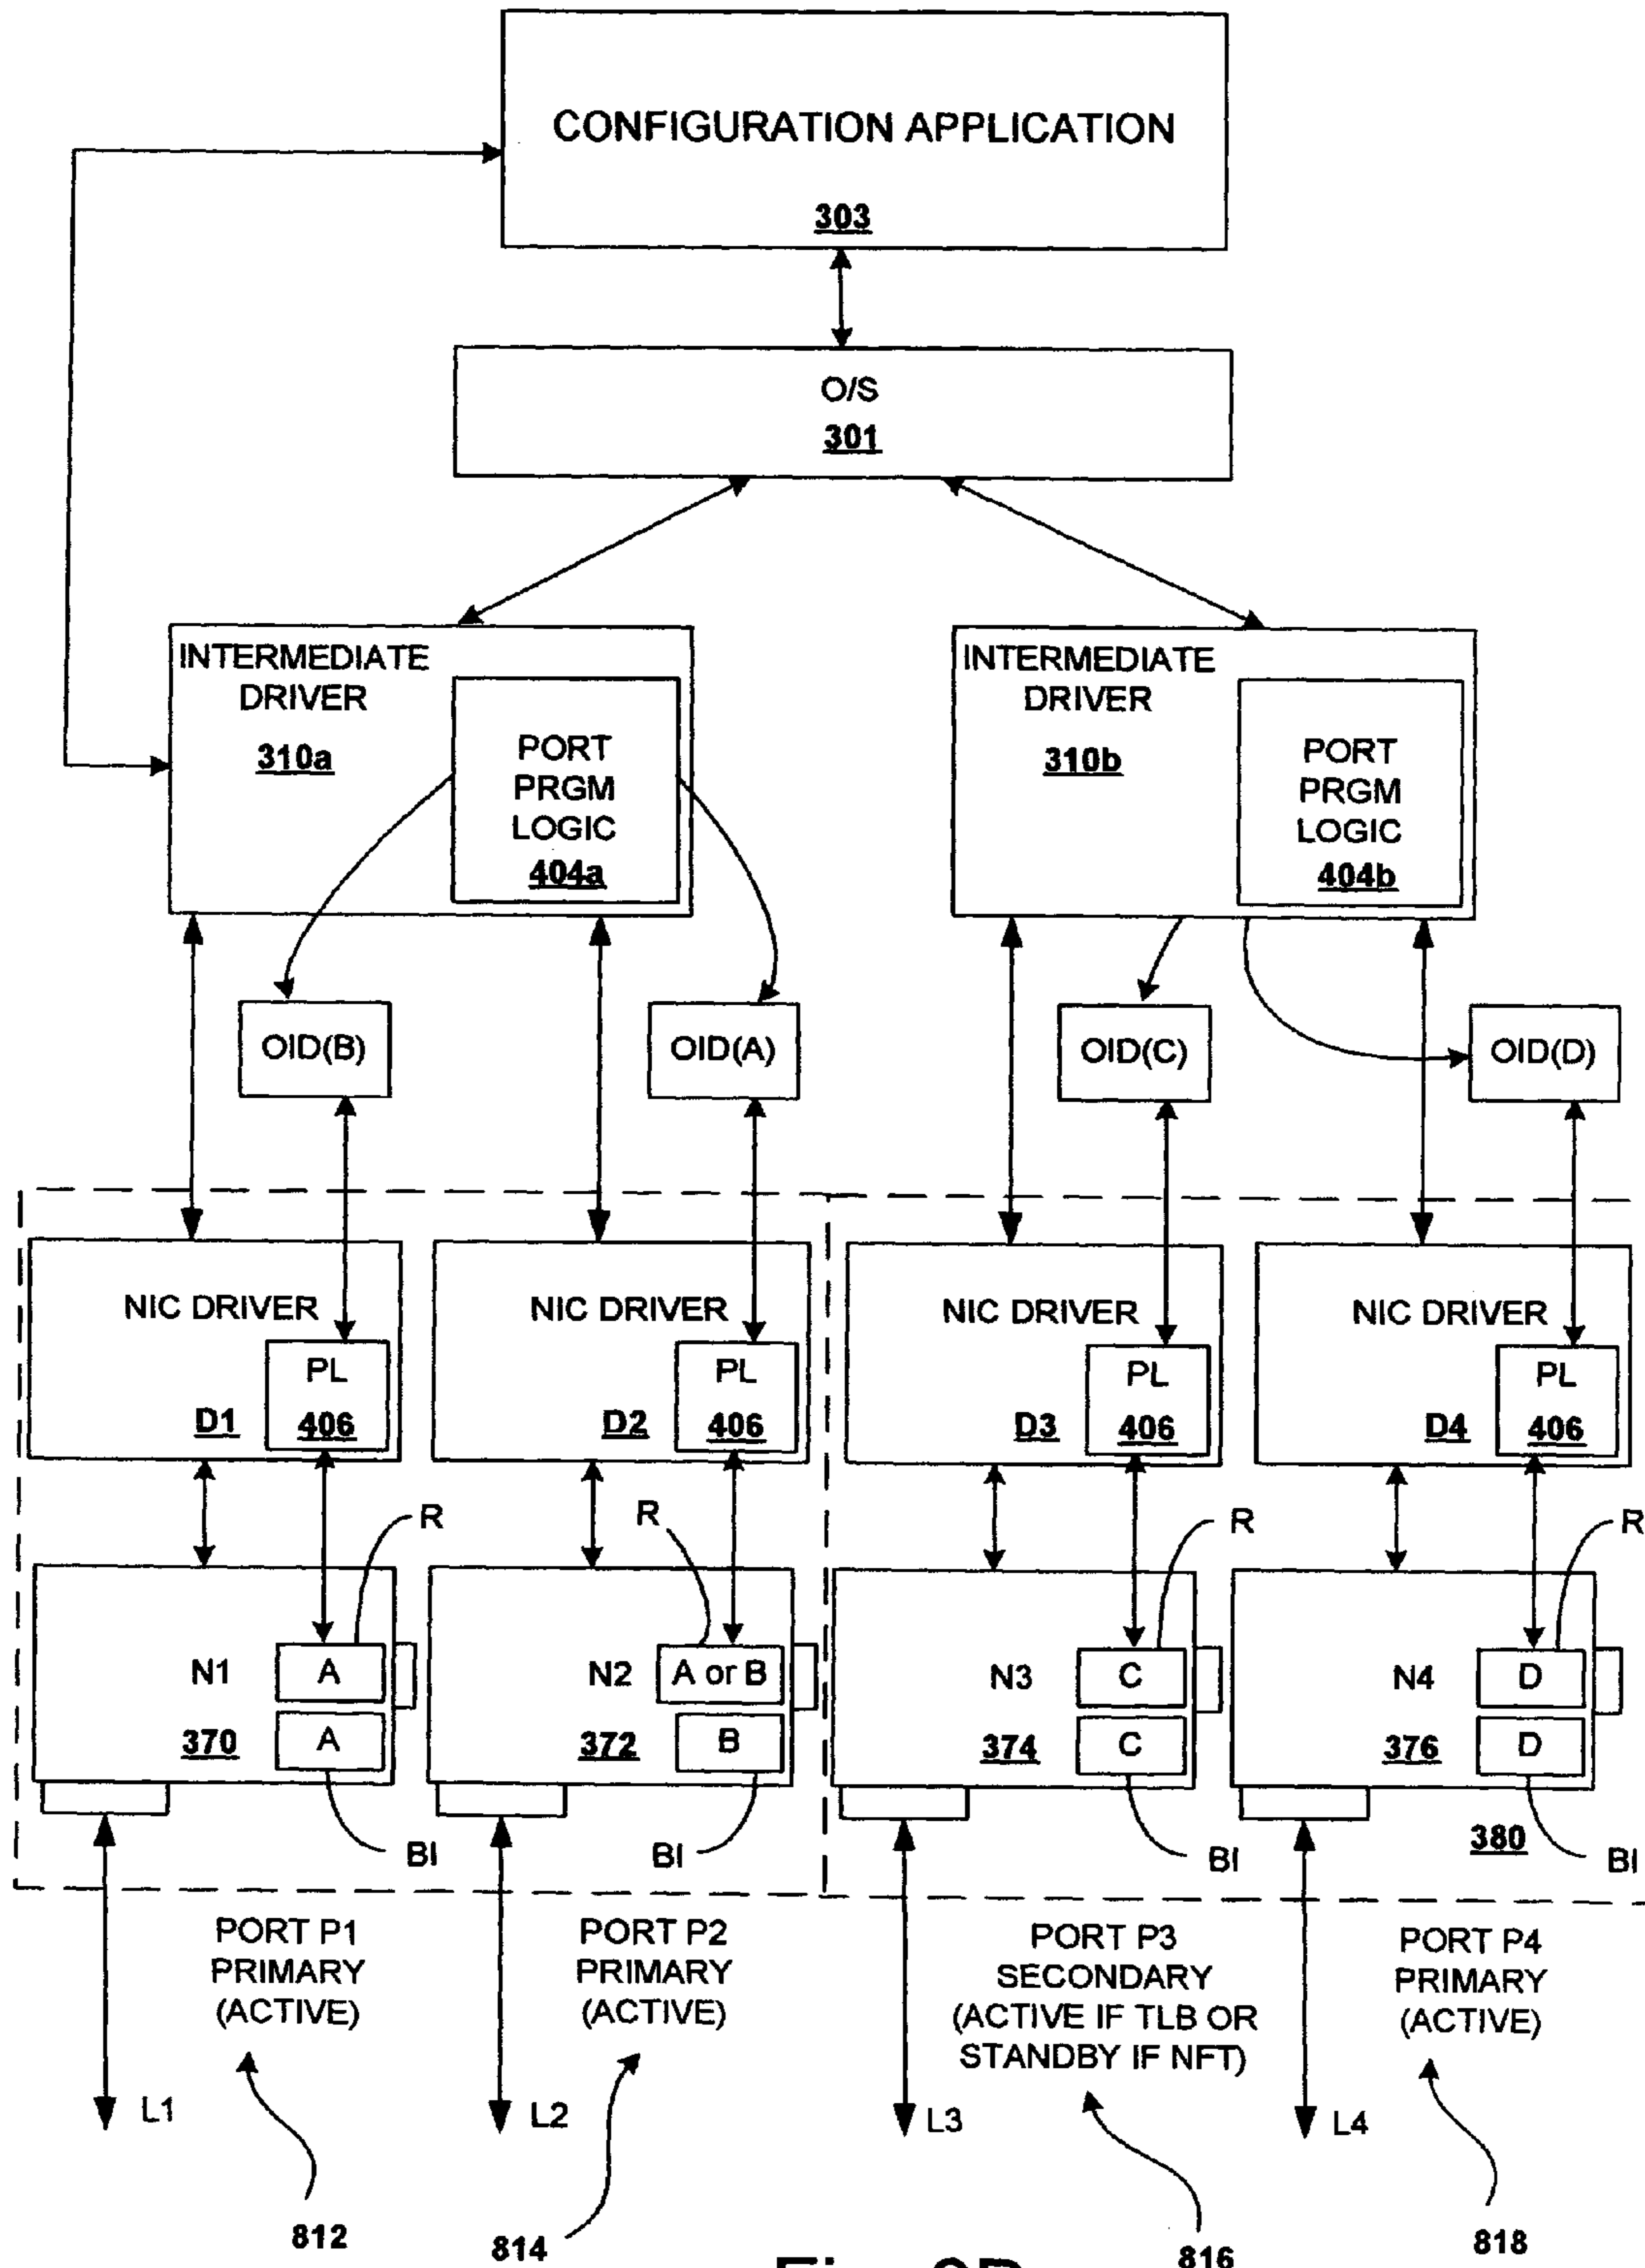 CONFIGURATION APPLICATION
303
O/S
301
INTERMEDIATE
DRIVER
310a
PORT
PRGM
LOGIC
404a
INTERMEDIATE
DRIVER
310b
PORT
PRGM
LOGIC
404b
OID(B)
OID(A)
OID(C)
OID(D)
NIC DRIVER
PL
D1
406
NIC DRIVER
PL
D2
406
NIC DRIVER
PL
D3
406
NIC DRIVER
PL
D4
406
R
R
R
R
N1
A
370
A
N2
A or B
372
B
N3
C
374
C
N4
D
376
D
380
BI
BI
BI
BI
PORT P1
PRIMARY
(ACTIVE)
PORT P2
PRIMARY
(ACTIVE)
PORT P3
SECONDARY
(ACTIVE IF TLB OR
STANDBY IF NFT)
PORT P4
PRIMARY
(ACTIVE)
L1
L2
L3
L4
812
814
816
818